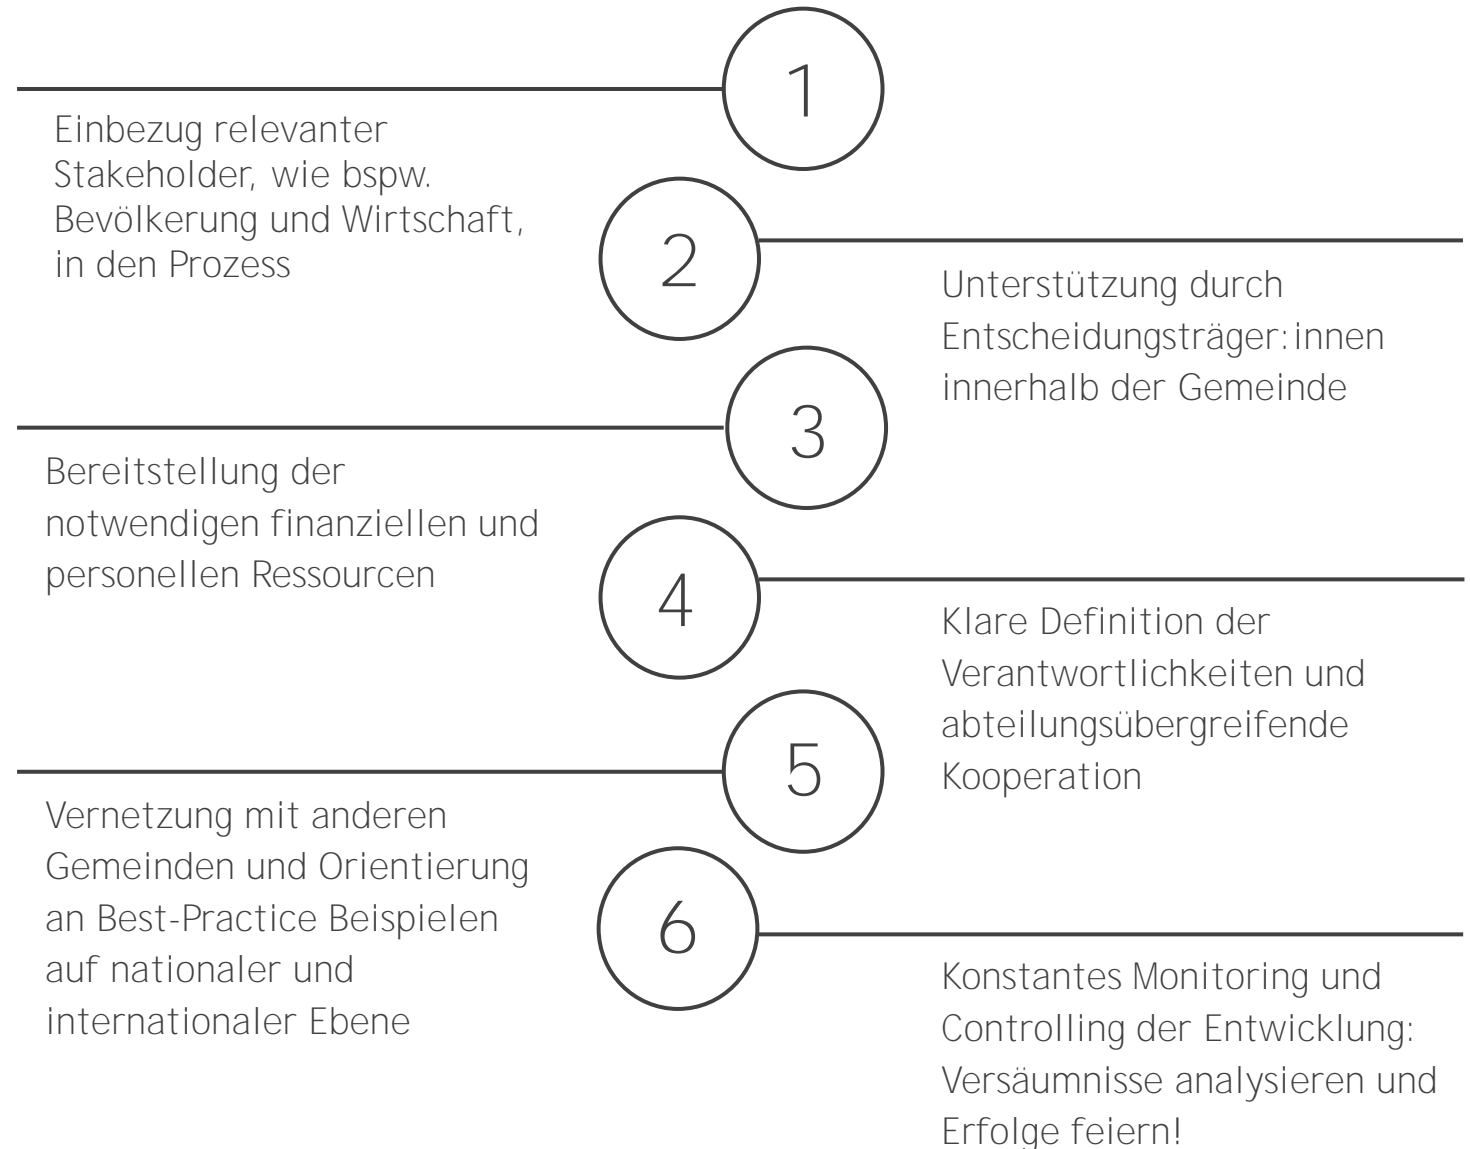 1
Einbezug relevanter
Stakeholder, wie bspw.
Bevölkerung und Wirtschaft,
in den Prozess
2
Unterstützung durch
Entscheidungsträger:innen
innerhalb der Gemeinde
3
Bereitstellung der
notwendigen finanziellen und
personellen Ressourcen
4
Klare Definition der
Verantwortlichkeiten und
abteilungsübergreifende
Kooperation
5
Vernetzung mit anderen
Gemeinden und Orientierung
an Best-Practice Beispielen
auf nationaler und
internationaler Ebene
6
Konstantes Monitoring und
Controlling der Entwicklung:
Versäumnisse analysieren und
Erfolge feiern!